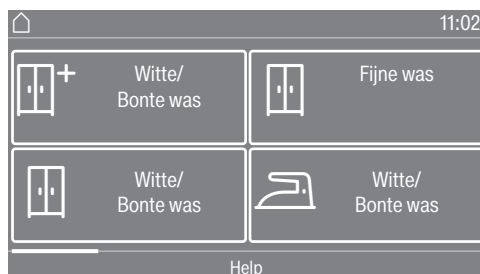 11:02
Witte/
Bonte was
Fijne was
Witte/
Bonte was
Witte/
Bonte was
Help